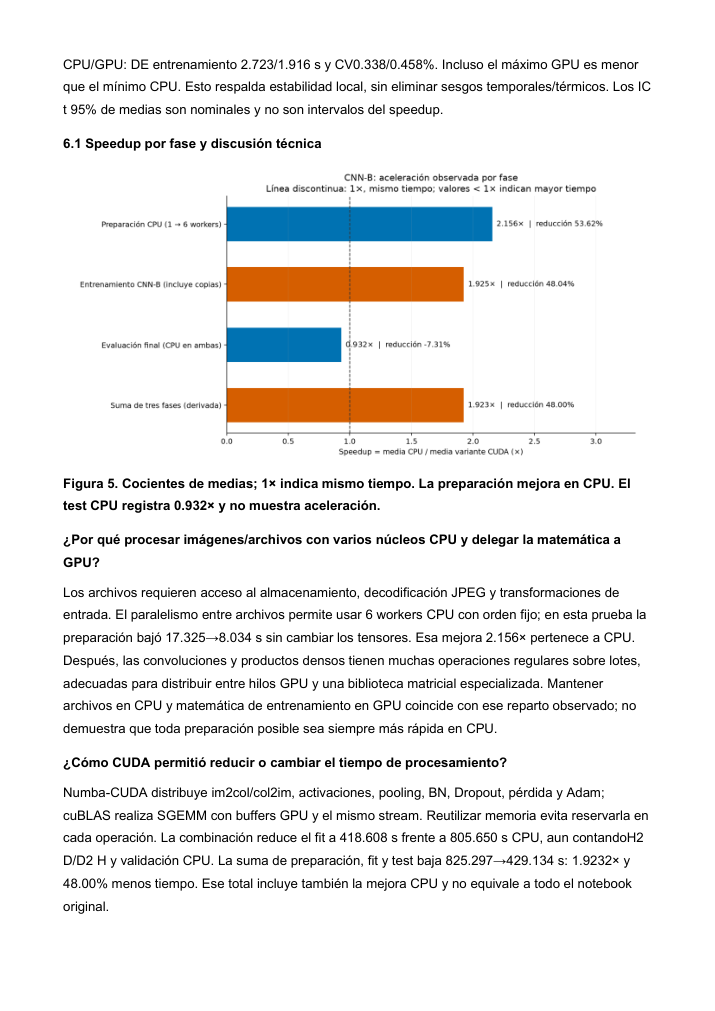 CPU/GPU: DE entrenamiento 2.723/1.916 s y CV0.338/0.458%. Incluso el máximo GPU es menor
que el mínimo CPU. Esto respalda estabilidad local, sin eliminar sesgos temporales/térmicos. Los IC
t 95% de medias son nominales y no son intervalos del speedup.
6.1 Speedup por fase y discusión técnica
CNN-B: aceleración observada por fase
Línea discontinua: 1×, mismo tiempo; valores < 1× indican mayor tiempo
Preparación CPU (1 → 6 workers)
2.156× | reducción 53.62%
Entrenamiento CNN-B (incluye copias)
1.925× | reducción 48.04%
Evaluación final (CPU en ambas)
0.932× | reducción -7.31%
Suma de tres fases (derivada)
1.923× | reducción 48.00%
0.0 0.5 1.0 1.5 2.0 2.5 3.0
Speedup = media CPU / media variante CUDA (×)
Figura 5. Cocientes de medias; 1× indica mismo tiempo. La preparación mejora en CPU. El
test CPU registra 0.932× y no muestra aceleración.
¿Por qué procesar imágenes/archivos con varios núcleos CPU y delegar la matemática a
GPU?
Los archivos requieren acceso al almacenamiento, decodificación JPEG y transformaciones de
entrada. El paralelismo entre archivos permite usar 6 workers CPU con orden fijo; en esta prueba la
preparación bajó 17.325→8.034 s sin cambiar los tensores. Esa mejora 2.156× pertenece a CPU.
Después, las convoluciones y productos densos tienen muchas operaciones regulares sobre lotes,
adecuadas para distribuir entre hilos GPU y una biblioteca matricial especializada. Mantener
archivos en CPU y matemática de entrenamiento en GPU coincide con ese reparto observado; no
demuestra que toda preparación posible sea siempre más rápida en CPU.
¿Cómo CUDA permitió reducir o cambiar el tiempo de procesamiento?
Numba-CUDA distribuye im2col/col2im, activaciones, pooling, BN, Dropout, pérdida y Adam;
cuBLAS realiza SGEMM con buffers GPU y el mismo stream. Reutilizar memoria evita reservarla en
cada operación. La combinación reduce el fit a 418.608 s frente a 805.650 s CPU, aun contandoH2
D/D2 H y validación CPU. La suma de preparación, fit y test baja 825.297→429.134 s: 1.9232× y
48.00% menos tiempo. Ese total incluye también la mejora CPU y no equivale a todo el notebook
original.